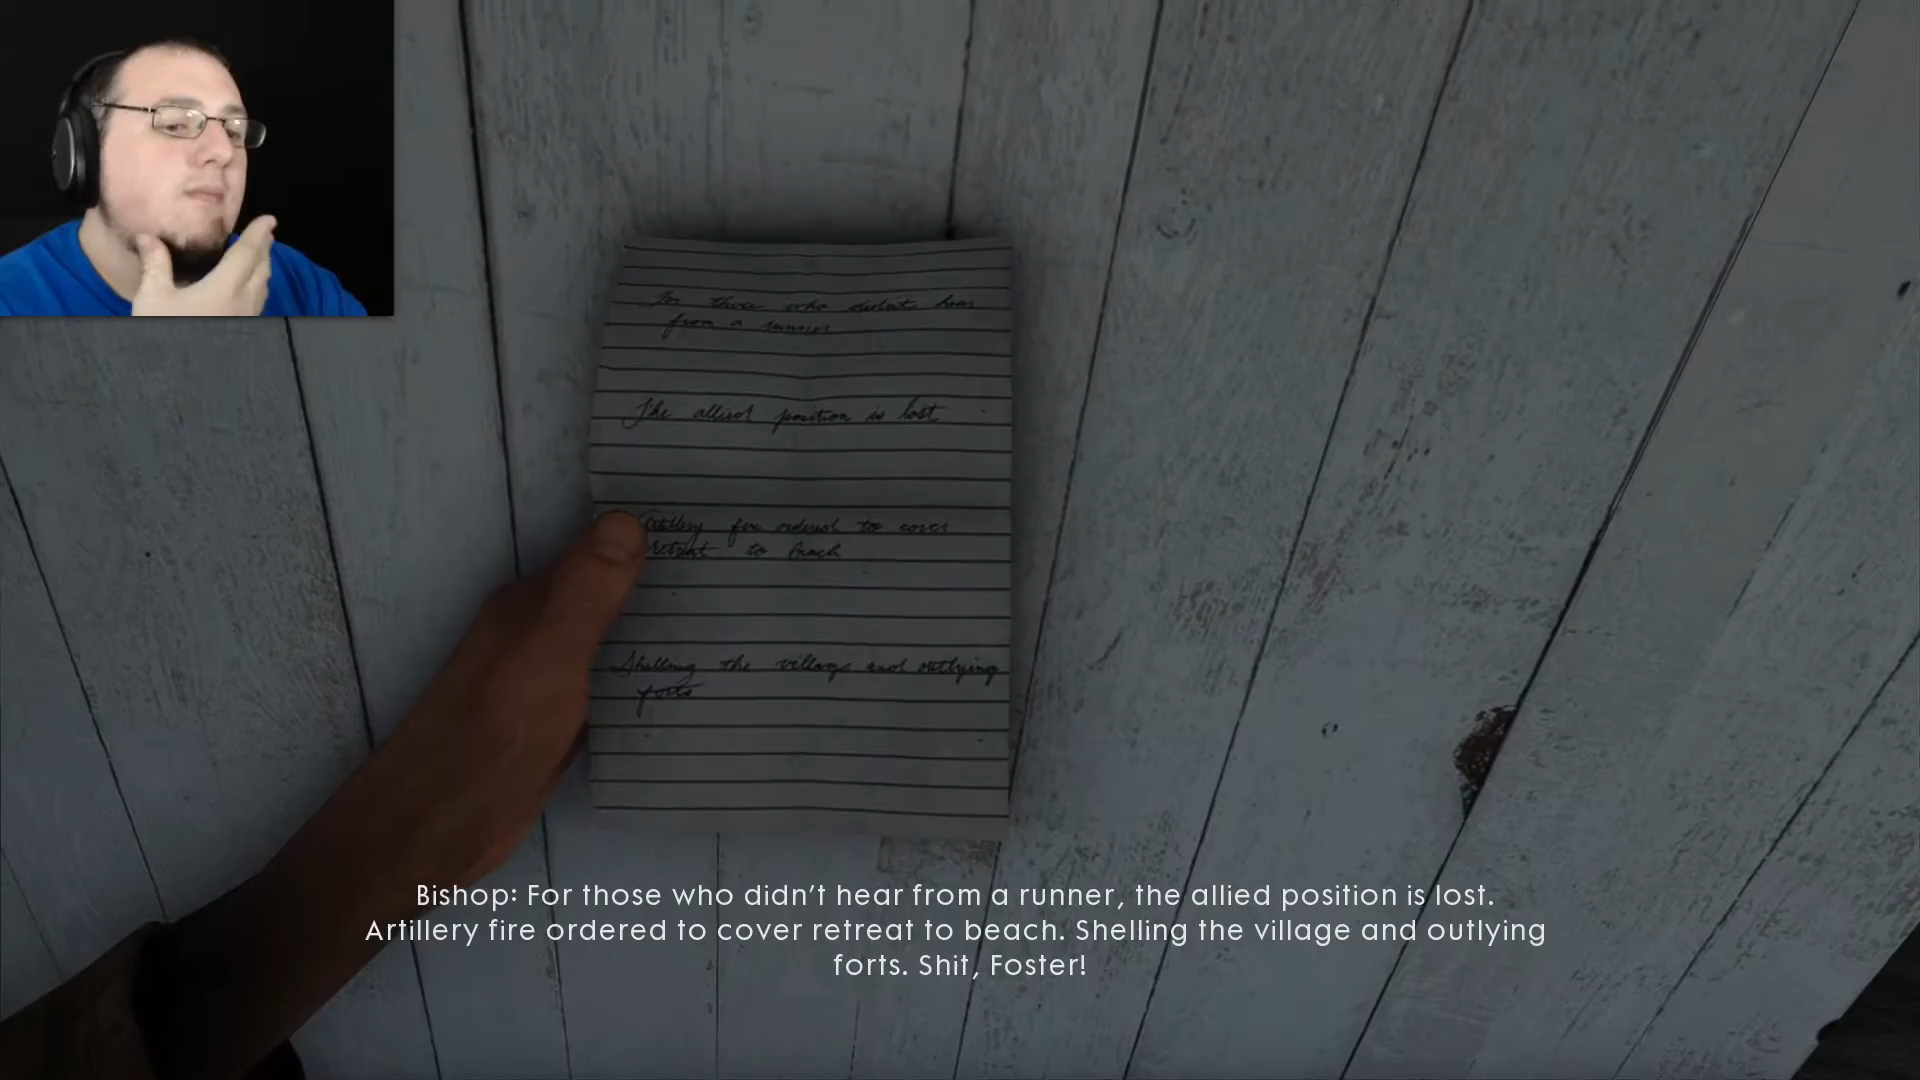 For those who didn't hear
from a runner
The allied position is lost
Artillery fire ordered to cover
retreat to beach
Shelling the village and outlying
forts
Bishop: For those who didn’t hear from a runner, the allied position is lost.
Artillery fire ordered to cover retreat to beach. Shelling the village and outlying
forts. Shit, Foster!